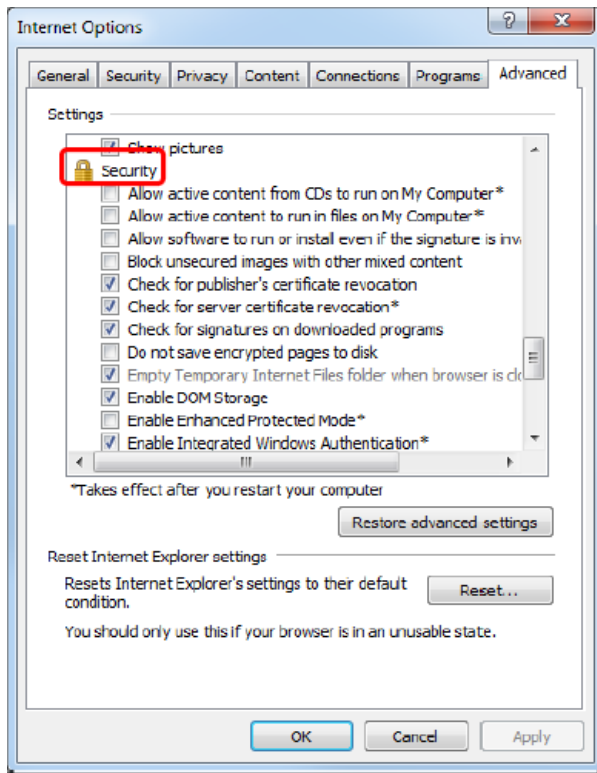 Internet Options
General Security Privacy Content Connections Programs Advanced
Settings
Show pictures
Security
Allow active content from CDs to run on My Computer*
Allow active content to run in files on My Computer*
Allow software to run or install even if the signature is inva
Block unsecured images with other mixed content
Check for publisher's certificate revocation
Check for server certificate revocation*
Check for signatures on downloaded programs
Do not save encrypted pages to disk
Empty Temporary Internet Files folder when browser is clo
Enable DOM Storage
Enable Enhanced Protected Mode*
Enable Integrated Windows Authentication*
*Takes effect after you restart your computer
Restore advanced settings
Reset Internet Explorer settings
Resets Internet Explorer's settings to their default
condition.
Reset...
You should only use this if your browser is in an unusable state.
OK Cancel Apply